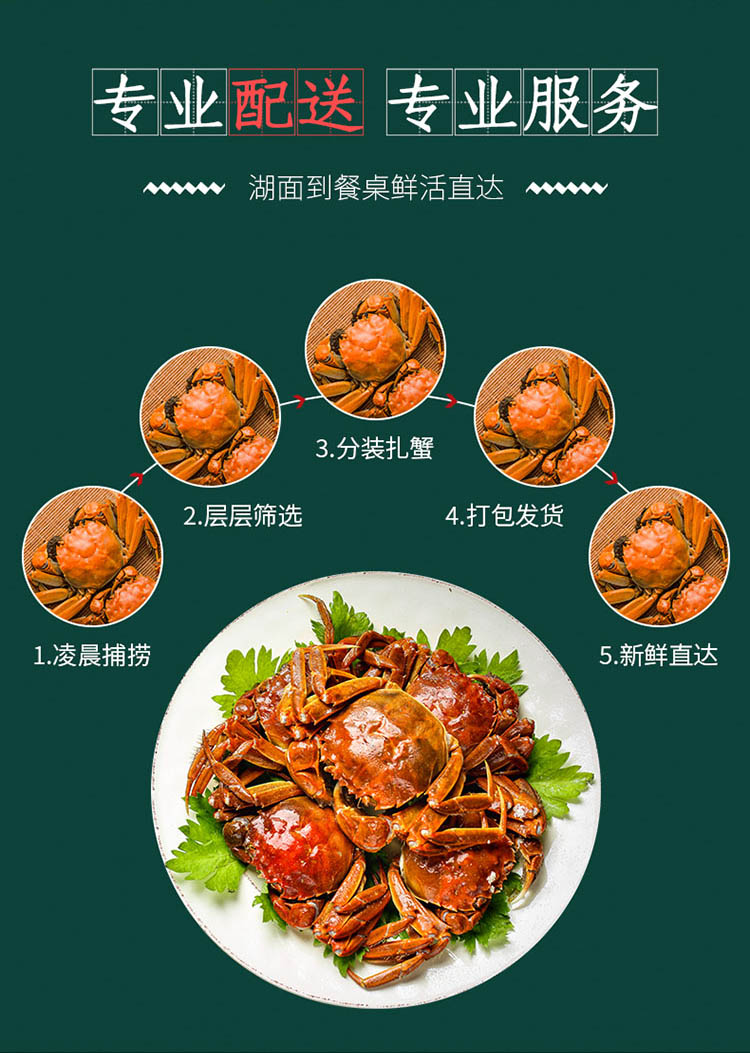 专业配送 专业服务
湖面到餐桌鲜活直达
1.凌晨捕捞
2.层层筛选
3.分装扎蟹
4.打包发货
5.新鲜直达